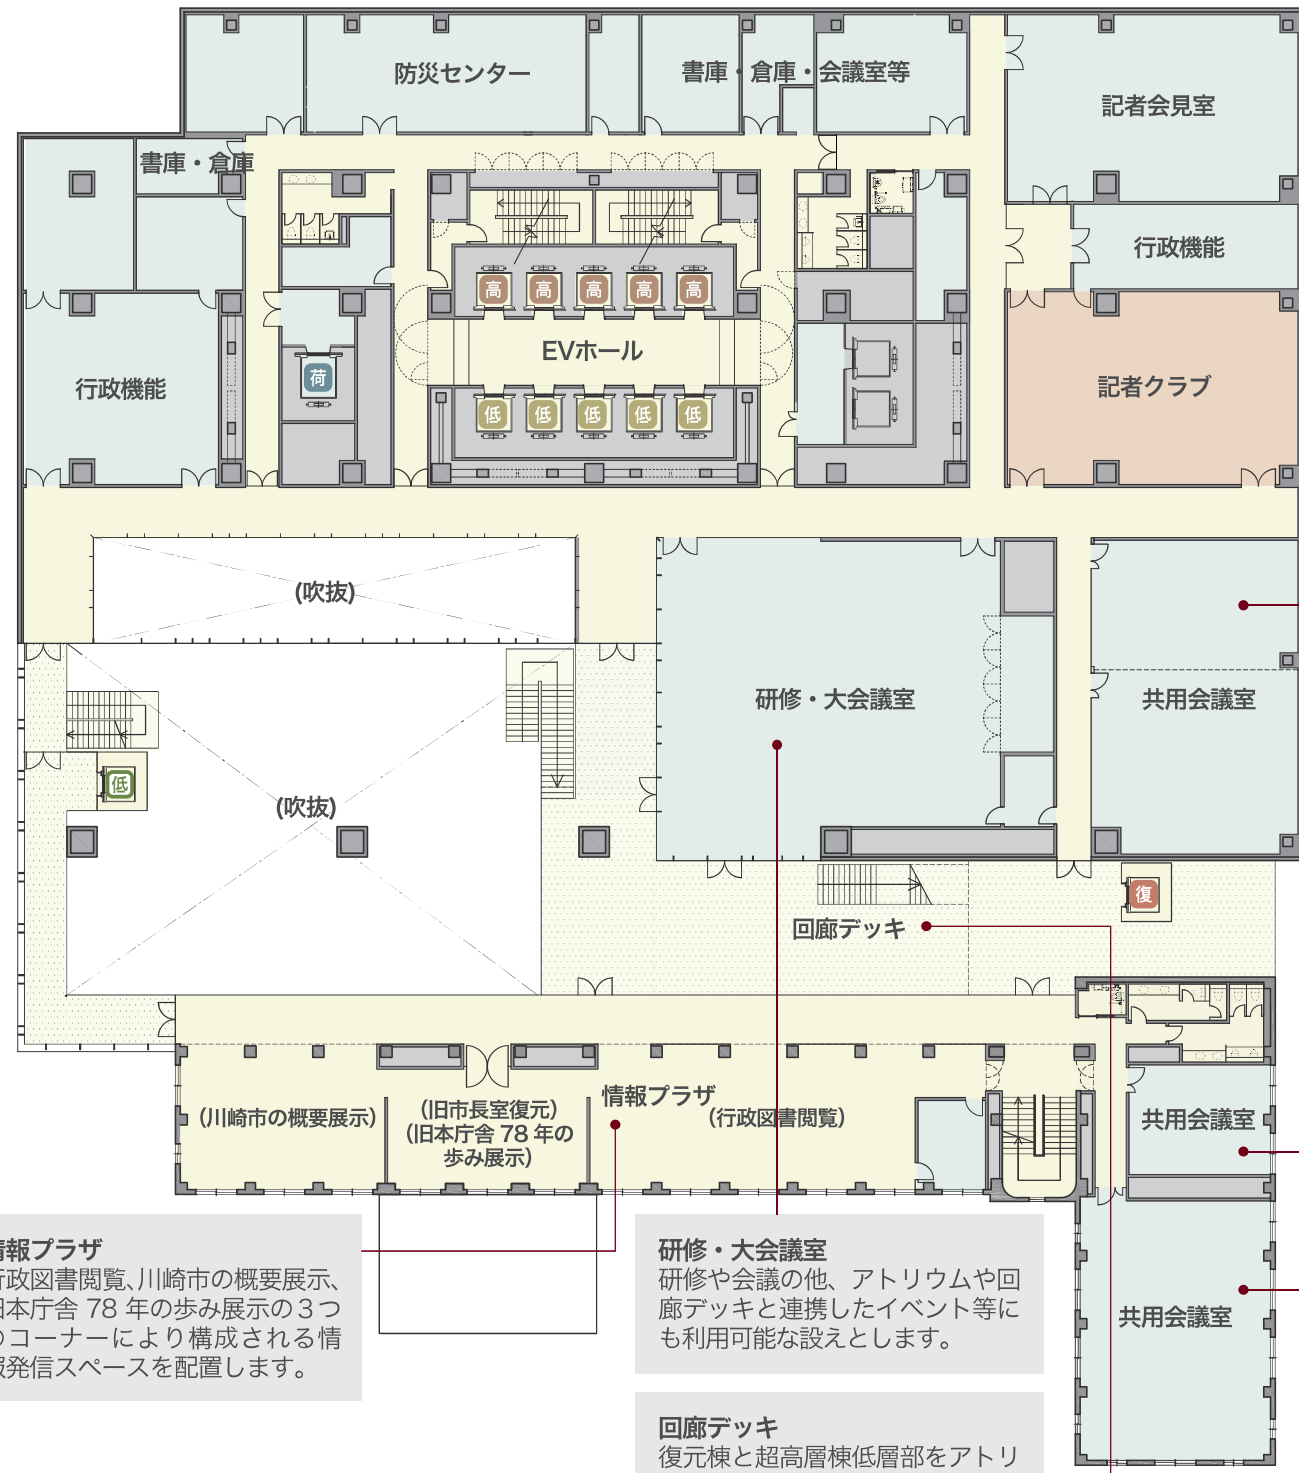 防災センター
書庫・倉庫・会議室等
記者会見室
書庫・倉庫
行政機能
高
高
高
高
高
EVホール
荷
行政機能
低
低
低
低
低
記者クラブ
(吹抜)
研修・大会議室
共用会議室
低
(吹抜)
復
回廊デッキ
情報プラザ
(川崎市の概要展示)
(旧市長室復元)
(旧本庁舎 78 年の
歩み展示)
(行政図書閲覧)
共用会議室
共用会議室
情報プラザ
行政図書閲覧、川崎市の概要展示、
旧本庁舎 78 年の歩み展示の３つ
のコーナーにより構成される情
報発信スペースを配置します。
研修・大会議室
研修や会議の他、アトリウムや回
廊デッキと連携したイベント等に
も利用可能な設えとします。
回廊デッキ
復元棟と超高層棟低層部をアトリ